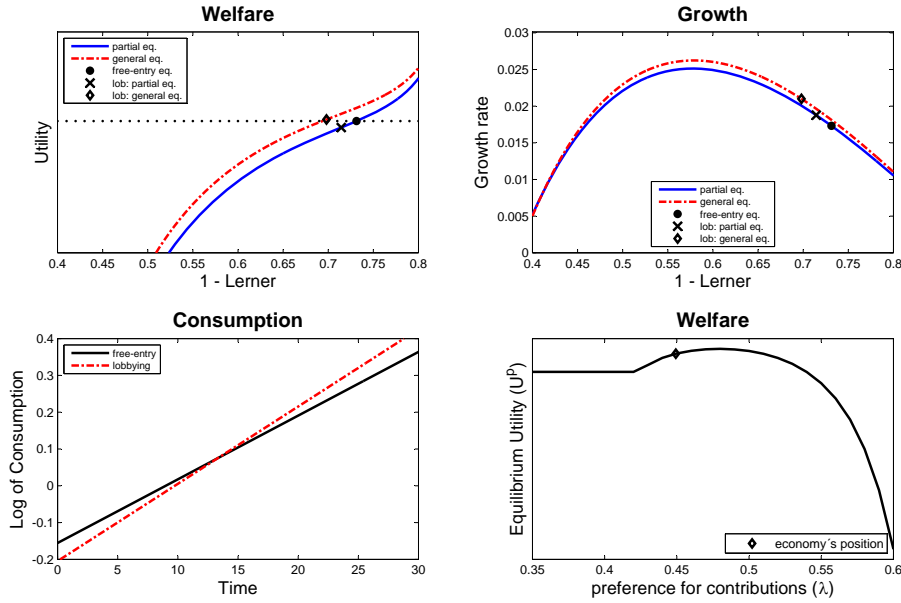 Welfare
Utility
partial eq.
general eq.
free-entry eq.
lob: partial eq.
lob: general eq.
0.4 0.45 0.5 0.55 0.6 0.65 0.7 0.75 0.8
1 - Lerner
Growth
Growth rate
0.03
0.025
0.02
0.015
0.01
0.005
0
partial eq.
general eq.
free-entry eq.
lob: partial eq.
lob: general eq.
0.4 0.45 0.5 0.55 0.6 0.65 0.7 0.75 0.8
1 - Lerner
Consumption
Log of Consumption
0.4
0.3
0.2
0.1
0
-0.1
-0.2
free-entry
lobbying
0 5 10 15 20 25 30
Time
Welfare
Equilibrium Utility (U^p)
economy´s position
0.35 0.4 0.45 0.5 0.55 0.6
preference for contributions (λ)